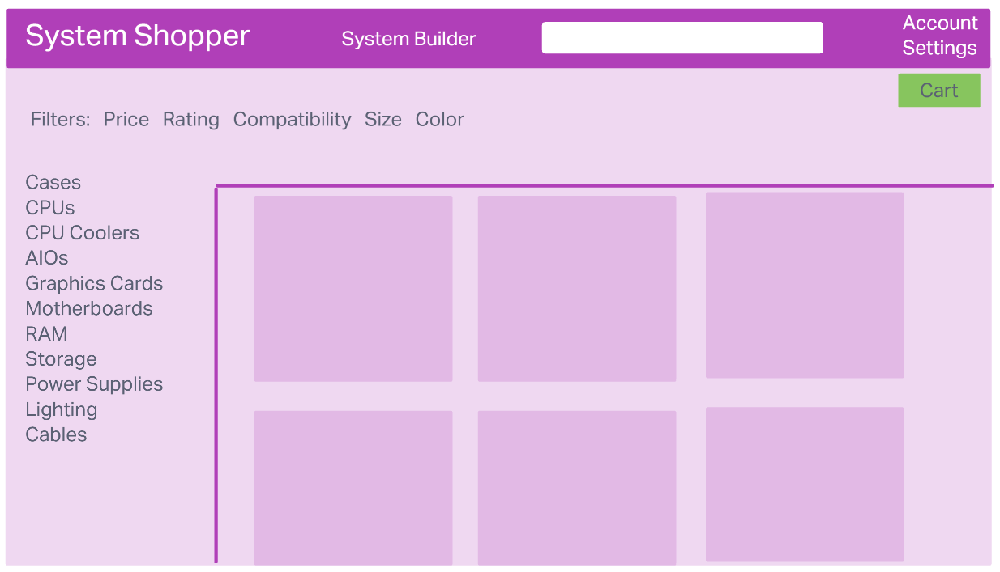 System Shopper
System Builder
Account
Settings
Cart
Filters: Price Rating Compatibility Size Color
Cases
CPUs
CPU Coolers
AIOs
Graphics Cards
Motherboards
RAM
Storage
Power Supplies
Lighting
Cables